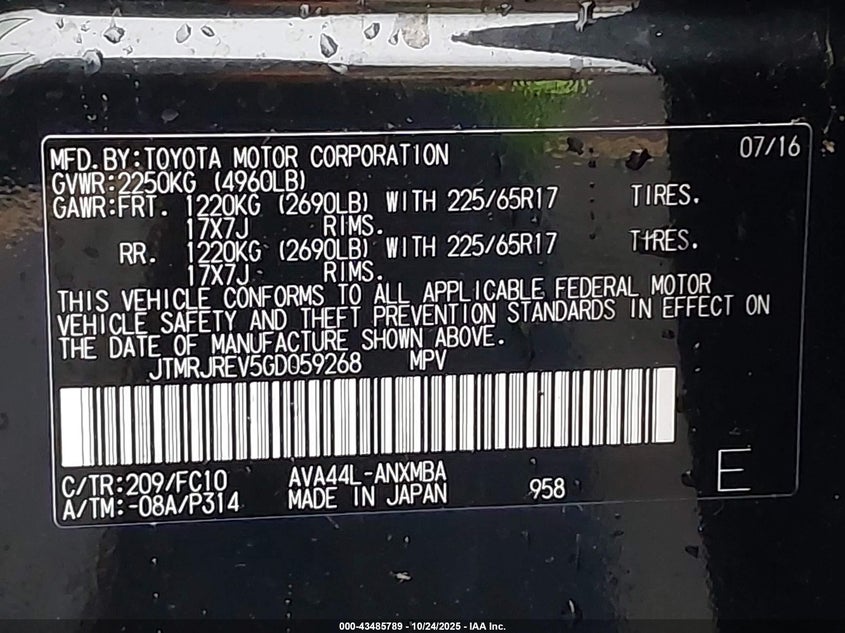 MFD.BY:TOYOTA MOTOR CORPORATION 07/16
GVWR:2250KG (4960LB)
GAWR:FRT. 1220KG (2690LB) WITH 225/65R17 TIRES.
17X7J RIMS.
RR. 1220KG (2690LB) WITH 225/65R17 TIRES.
17X7J RIMS.
THIS VEHICLE CONFORMS TO ALL APPLICABLE FEDERAL MOTOR
VEHICLE SAFETY AND THEFT PREVENTION STANDARDS IN EFFECT ON
THE DATE OF MANUFACTURE SHOWN ABOVE.
JTMRJREV5GD059268 MPV
C/TR:209/FC10 AVA44L-ANXMBA
A/TM:-08A/P314 MADE IN JAPAN 958 E
000-43485789 - 10/24/2025 - IAA Inc.